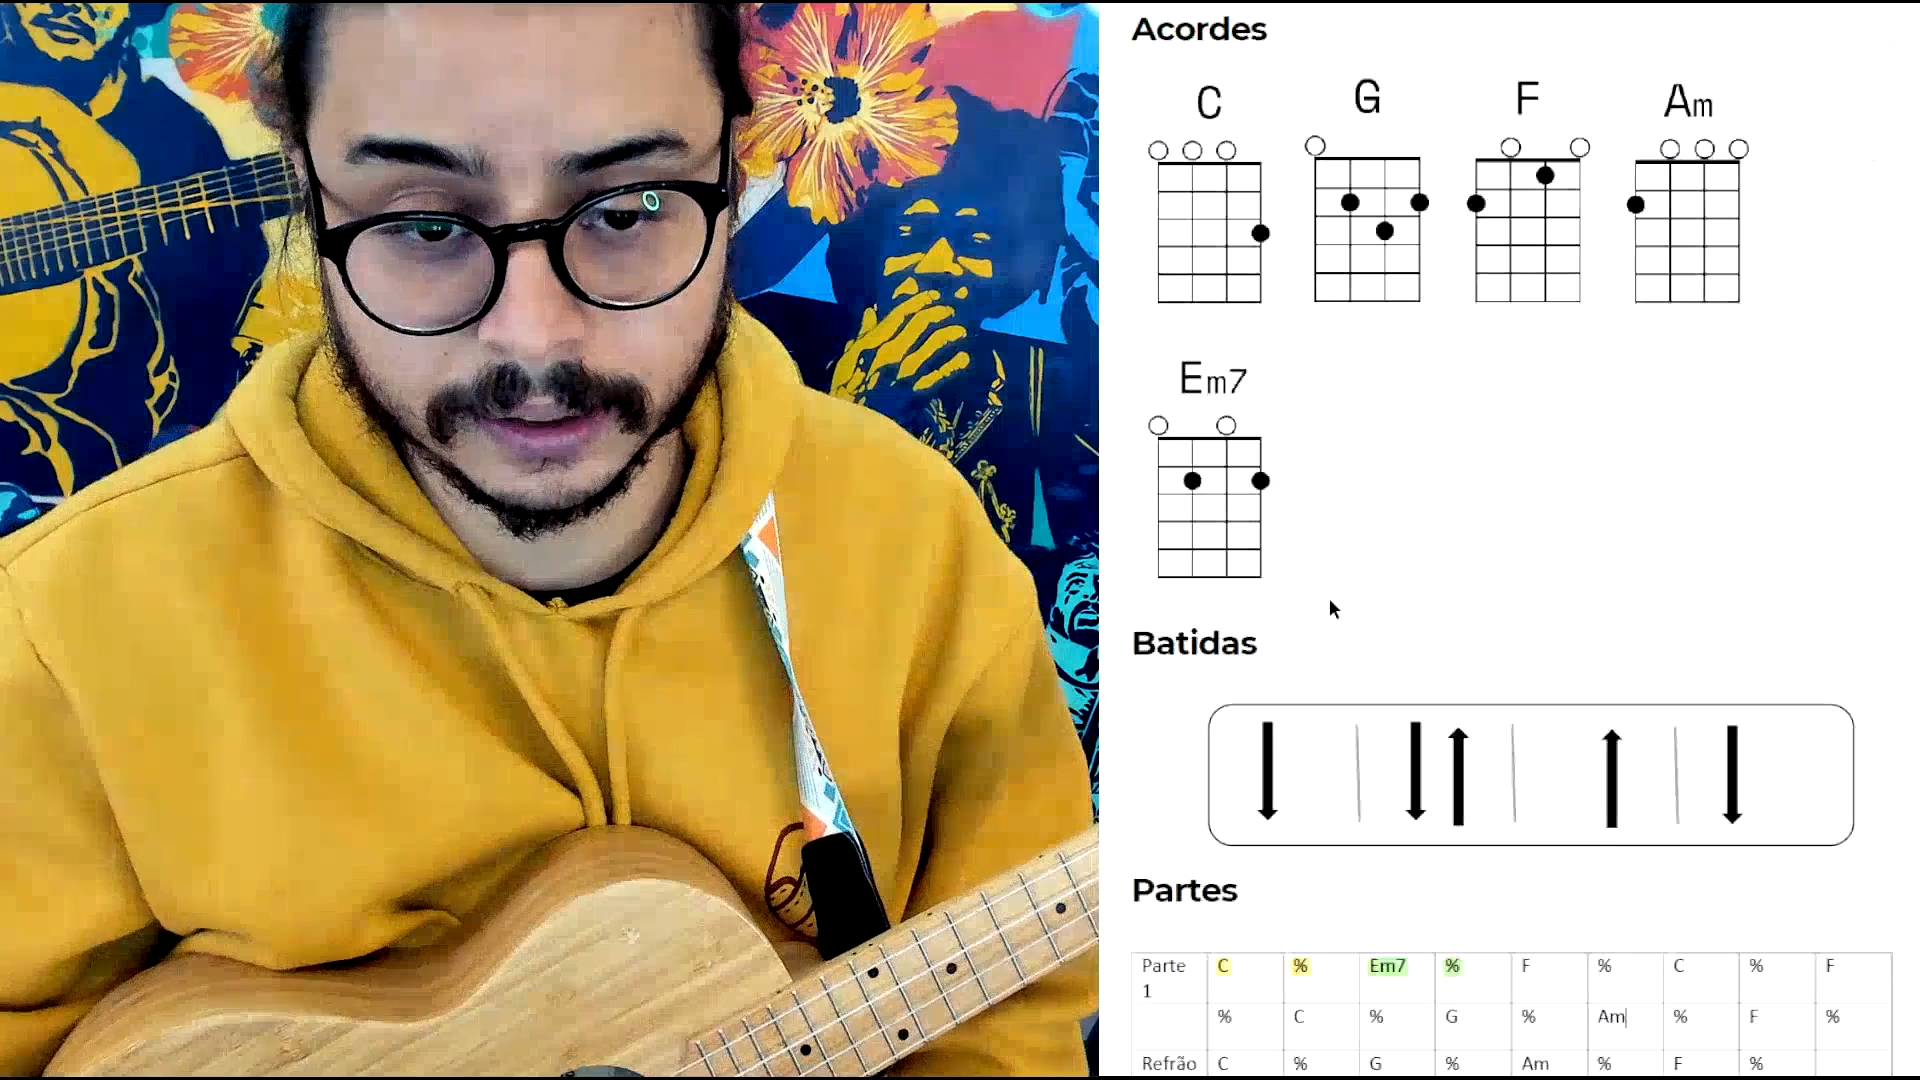 Acordes
C G F Am
Em7
Batidas
Partes
Parte 1 C % Em7 % F % C % F
% C % G % Am % F %
Refrão C % G % Am % F %